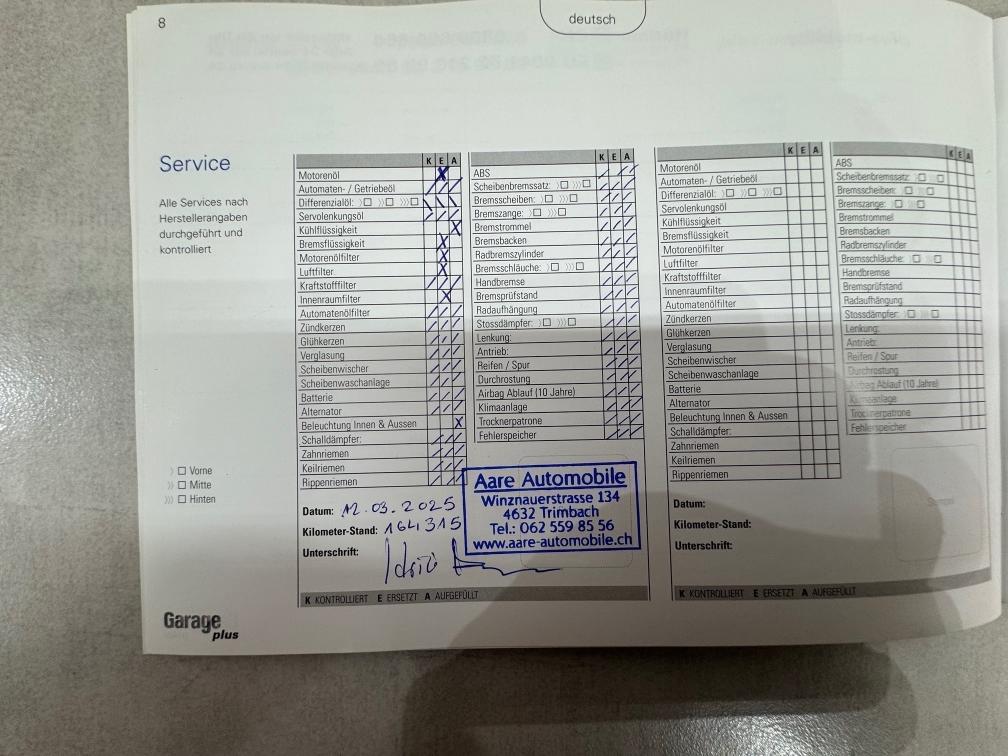 8
deutsch
Service
Alle Services nach
Herstellerangaben
durchgeführt und
kontrolliert
〉 Vorne
〉〉 Mitte
〉〉〉 Hinten
K E A
Motorenöl X
Automaten- / Getriebeöl
Differenzialöl: 〉 〉〉 〉〉〉
Servolenkungsöl
Kühlflüssigkeit X
Bremsflüssigkeit X
Motorenölfilter X
Luftfilter X
Kraftstofffilter
Innenraumfilter X
Automatenölfilter
Zündkerzen
Glühkerzen
Verglasung
Scheibenwischer
Scheibenwaschanlage
Batterie
Alternator
Beleuchtung Innen & Aussen X
Schalldämpfer:
Zahnriemen
Keilriemen
Rippenriemen
K E A
ABS
Scheibenbremssatz: 〉 〉〉〉
Bremsscheiben: 〉 〉〉〉
Bremszange: 〉 〉〉〉
Bremstrommel
Bremsbacken
Radbremszylinder
Bremsschläuche: 〉 〉〉〉
Handbremse
Bremsprüfstand
Radaufhängung
Stossdämpfer: 〉 〉〉〉
Lenkung:
Antrieb:
Reifen / Spur
Durchrostung
Airbag Ablauf (10 Jahre)
Klimaanlage
Trocknerpatrone
Fehlerspeicher
Datum: 12.03.2025
Kilometer-Stand: 164315
Unterschrift:
Aare Automobile
Winznauerstrasse 134
4632 Trimbach
Tel.: 062 559 85 56
www.aare-automobile.ch
K KONTROLLIERT E ERSETZT A AUFGEFÜLLT
K E A
Motorenöl
Automaten- / Getriebeöl
Differenzialöl: 〉 〉〉 〉〉〉
Servolenkungsöl
Kühlflüssigkeit
Bremsflüssigkeit
Motorenölfilter
Luftfilter
Kraftstofffilter
Innenraumfilter
Automatenölfilter
Zündkerzen
Glühkerzen
Verglasung
Scheibenwischer
Scheibenwaschanlage
Batterie
Alternator
Beleuchtung Innen & Aussen
Schalldämpfer:
Zahnriemen
Keilriemen
Rippenriemen
K E A
ABS
Scheibenbremssatz: 〉 〉〉〉
Bremsscheiben: 〉 〉〉〉
Bremszange: 〉 〉〉〉
Bremstrommel
Bremsbacken
Radbremszylinder
Bremsschläuche: 〉 〉〉〉
Handbremse
Bremsprüfstand
Radaufhängung
Stossdämpfer: 〉 〉〉〉
Lenkung:
Antrieb:
Reifen / Spur
Durchrostung
Airbag Ablauf (10 Jahre)
Klimaanlage
Trocknerpatrone
Fehlerspeicher
Datum:
Kilometer-Stand:
Unterschrift:
K KONTROLLIERT E ERSETZT A AUFGEFÜLLT
Garage
plus